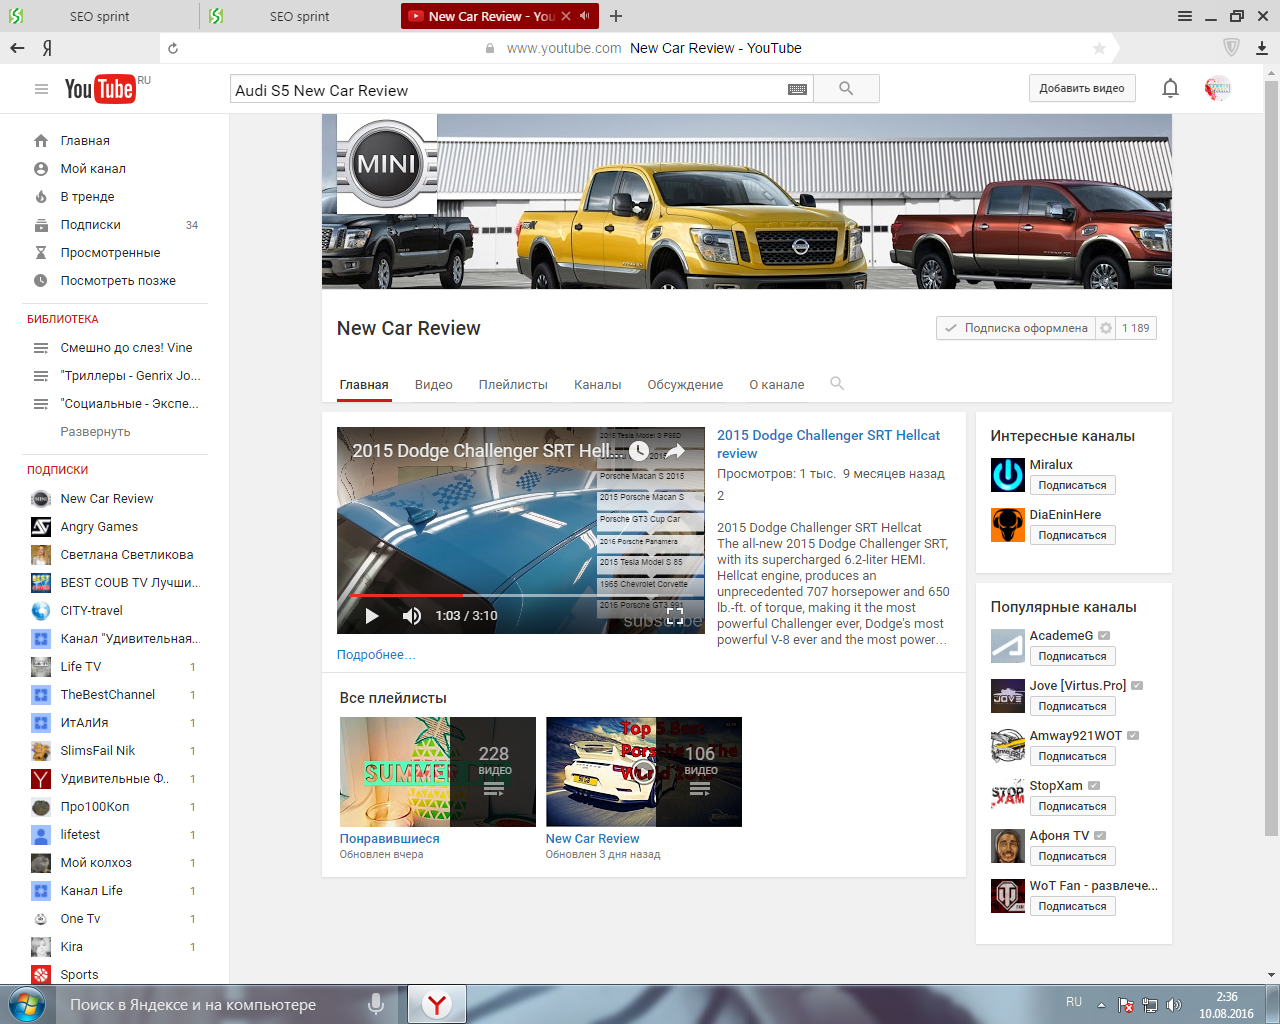 SEO sprint
SEO sprint
New Car Review - You
Я
www.youtube.com New Car Review - YouTube
YouTube RU
Audi S5 New Car Review
Добавить видео
Главная
Мой канал
В тренде
Подписки 34
Просмотренные
Посмотреть позже
БИБЛИОТЕКА
Смешно до слез! Vine
"Триллеры - Genrix Jo...
"Социальные - Экспе...
Развернуть
ПОДПИСКИ
New Car Review
Angry Games
Светлана Светликова
BEST COUB TV Лучши...
CITY-travel
Канал "Удивительная...
Life TV 1
TheBestChannel 1
ИтАлИя 1
SlimsFail Nik 1
Удивительные Ф.. 1
Про100Коп 1
lifetest 1
Мой колхоз 1
Канал Life 1
One Tv 1
Kira 1
Sports
MINI
New Car Review
Подписка оформлена 1 189
Главная Видео Плейлисты Каналы Обсуждение О канале
2015 Dodge Challenger SRT Hell...
2015 Tesla Model S P85D
Porsche Macan S 2015
2015 Porsche Macan S
Porsche GT3 Cup Car
2016 Porsche Panamera
2015 Tesla Model S 85
1965 Chevrolet Corvette
2016 Porsche GT3 991
subscribe
1:03 / 3:10
2015 Dodge Challenger SRT Hellcat
review
Просмотров: 1 тыс. 9 месяцев назад
2
2015 Dodge Challenger SRT Hellcat
The all-new 2015 Dodge Challenger SRT,
with its supercharged 6.2-liter HEMI.
Hellcat engine, produces an
unprecedented 707 horsepower and 650
lb.-ft. of torque, making it the most
powerful Challenger ever, Dodge's most
powerful V-8 ever and the most power...
Подробнее...
Все плейлисты
SUMMER
228
ВИДЕО
Понравившиеся
Обновлен вчера
Top 5 Best
Porsche The
World
106
ВИДЕО
New Car Review
Обновлен 3 дня назад
Интересные каналы
Miralux
Подписаться
DiaEninHere
Подписаться
Популярные каналы
AcademeG
Подписаться
Jove [Virtus.Pro]
JOVE
Подписаться
Amway921WOT
Подписаться
StopXam
STOP
XAM
Подписаться
Афоня TV
Подписаться
WoT Fan - развлече...
Подписаться
Поиск в Яндексе и на компьютере
Y
RU
2:36
10.08.2016